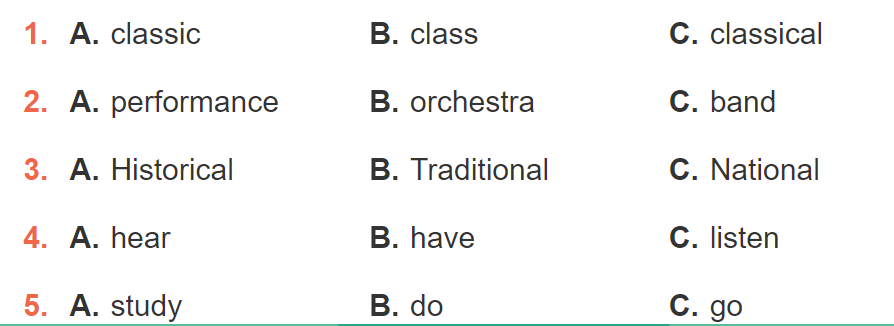 1. A. classic B. class C. classical
2. A. performance B. orchestra C. band
3. A. Historical B. Traditional C. National
4. A. hear B. have C. listen
5. A. study B. do C. go